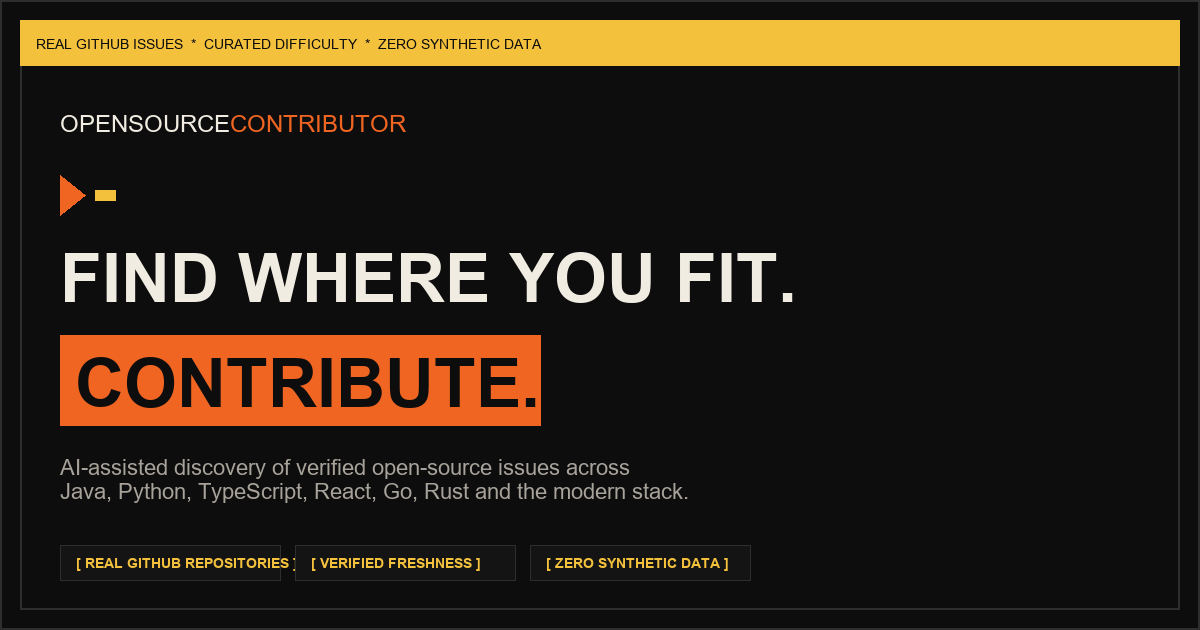 REAL GITHUB ISSUES * CURATED DIFFICULTY * ZERO SYNTHETIC DATA
OPENSOURCECONTRIBUTOR
FIND WHERE YOU FIT.
CONTRIBUTE.
AI-assisted discovery of verified open-source issues across
Java, Python, TypeScript, React, Go, Rust and the modern stack.
[ REAL GITHUB REPOSITORIES ] [ VERIFIED FRESHNESS ] [ ZERO SYNTHETIC DATA ]